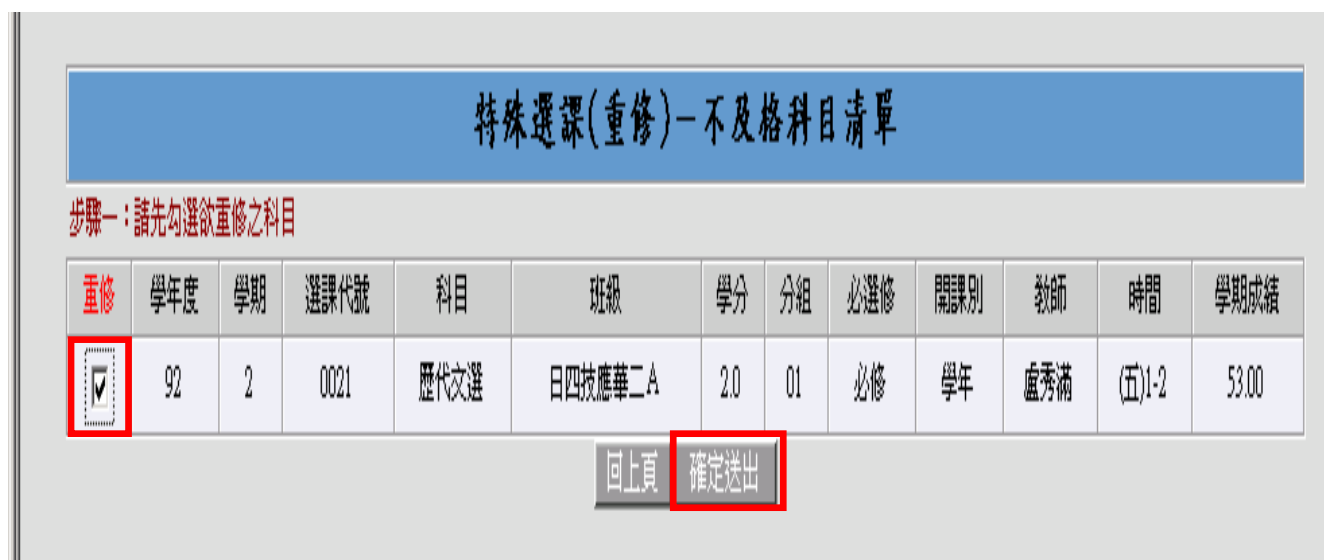 特殊選課(重修)－不及格科目清單
步驟一：請先勾選欲重修之科目
重修 學年度 學期 選課代號 科目 班級 學分 分組 必選修 開課別 教師 時間 學期成績
92 2 0021 歷代文選 日四技應華二A 2.0 01 必修 學年 盧秀滿 (五)1-2 53.00
回上頁 確定送出